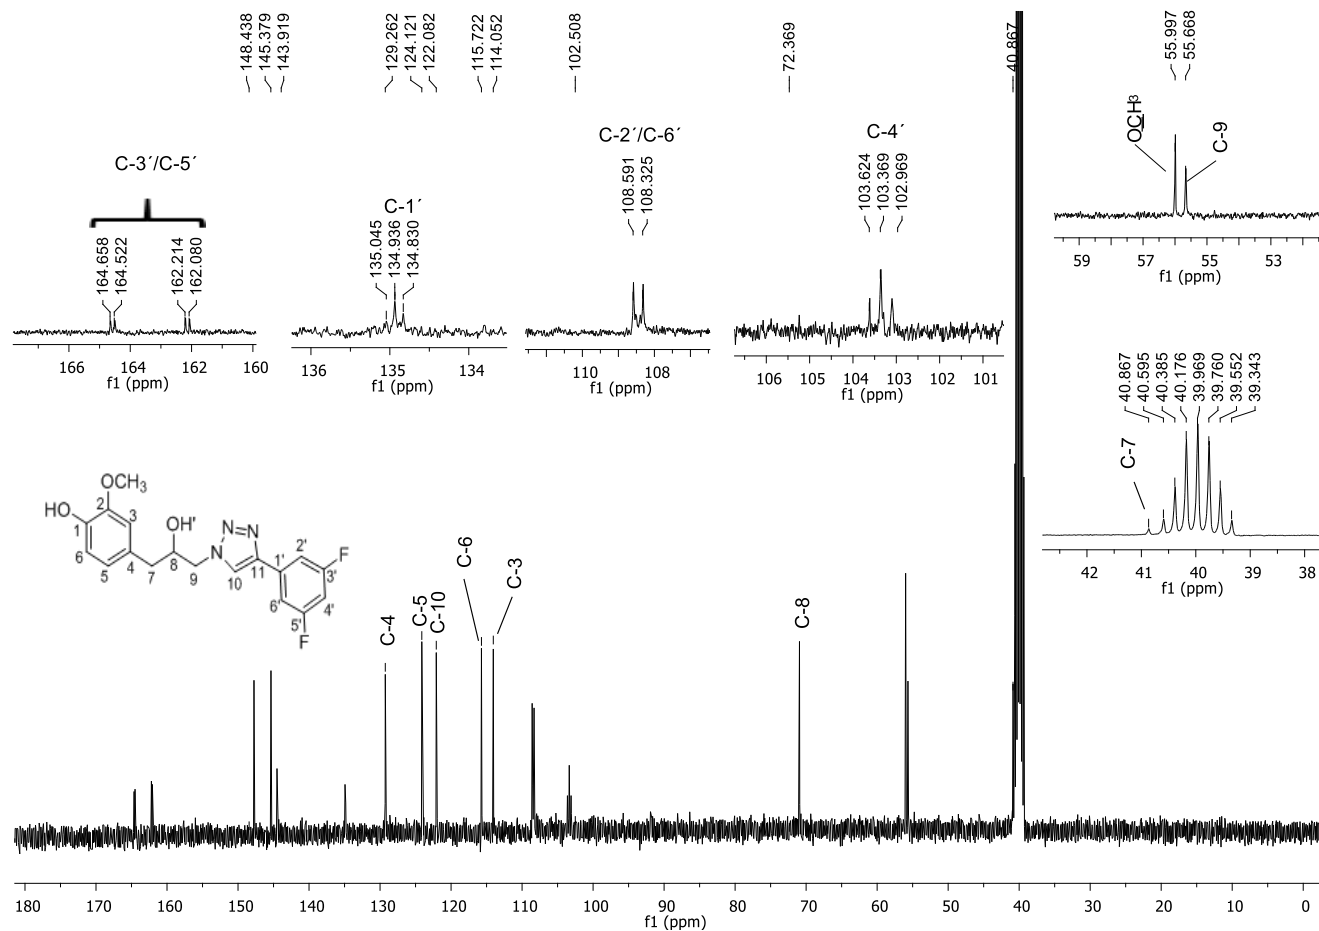 148.438
145.379
143.919
129.262
124.121
122.082
115.722
114.052
102.508
72.369
40.867
55.997
55.668
OCH3
C-9
59 57 55 53
f1 (ppm)
C-3´/C-5´
164.658
164.522
162.214
162.080
166 164 162 160
f1 (ppm)
C-1´
135.045
134.936
134.830
136 135 134
f1 (ppm)
C-2´/C-6´
108.591
108.325
110 108
f1 (ppm)
C-4´
103.624
103.369
102.969
106 105 104 103 102 101
f1 (ppm)
40.867
40.595
40.385
40.176
39.969
39.760
39.552
39.343
C-7
42 41 40 39 38
f1 (ppm)
OCH3
HO
2
3
1
OH'
N=N
N
N
6
5
4
7
8
9
10
11
1'
2'
F
3'
4'
6'
5'
F
C-4
C-5
C-10
C-6
C-3
C-8
180 170 160 150 140 130 120 110 100 90 80 70 60 50 40 30 20 10 0
f1 (ppm)